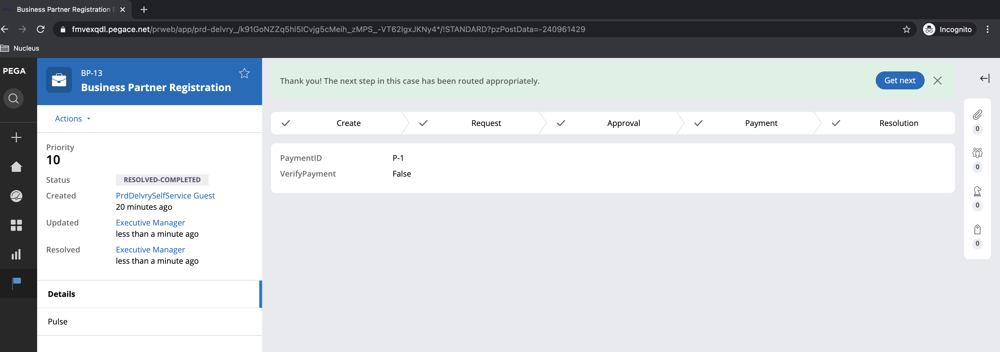 Business Partner Registration
fmvexqdl.pegace.net/prweb/app/prd-delvry_/k91GoNZZq5hl5ICvjg5cMeih_zMPS_-VT62lgxJKNy4*/!STANDARD?pzPostData=-240961429
Incognito
Nucleus
PEGA
BP-13
Business Partner Registration
Actions
Priority
10
Status RESOLVED-COMPLETED
Created PrdDelvrySelfService Guest
20 minutes ago
Updated Executive Manager
less than a minute ago
Resolved Executive Manager
less than a minute ago
Details
Pulse
Thank you! The next step in this case has been routed appropriately.
Get next
Create Request Approval Payment Resolution
PaymentID P-1
VerifyPayment False
0
0
0
0